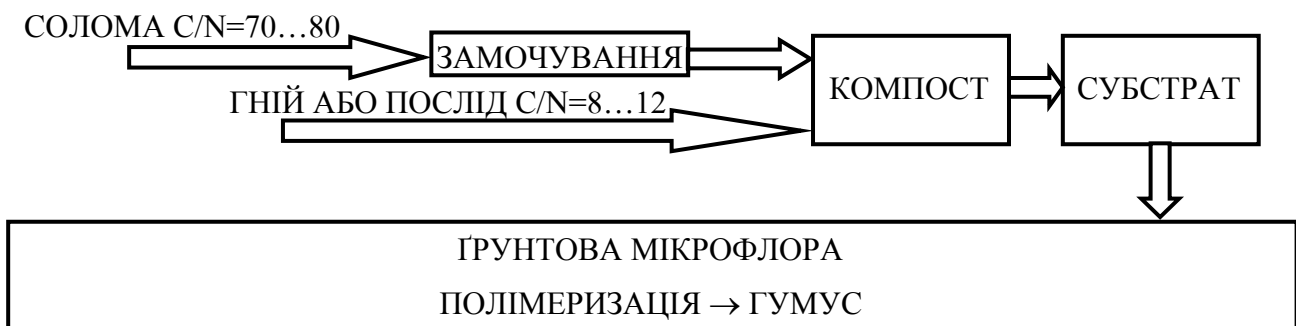 СОЛОМА C/N=70…80
ЗАМОЧУВАННЯ
ГНІЙ АБО ПОСЛІД C/N=8…12
КОМПОСТ
СУБСТРАТ
ҐРУНТОВА МІКРОФЛОРА
ПОЛІМЕРИЗАЦІЯ → ГУМУС